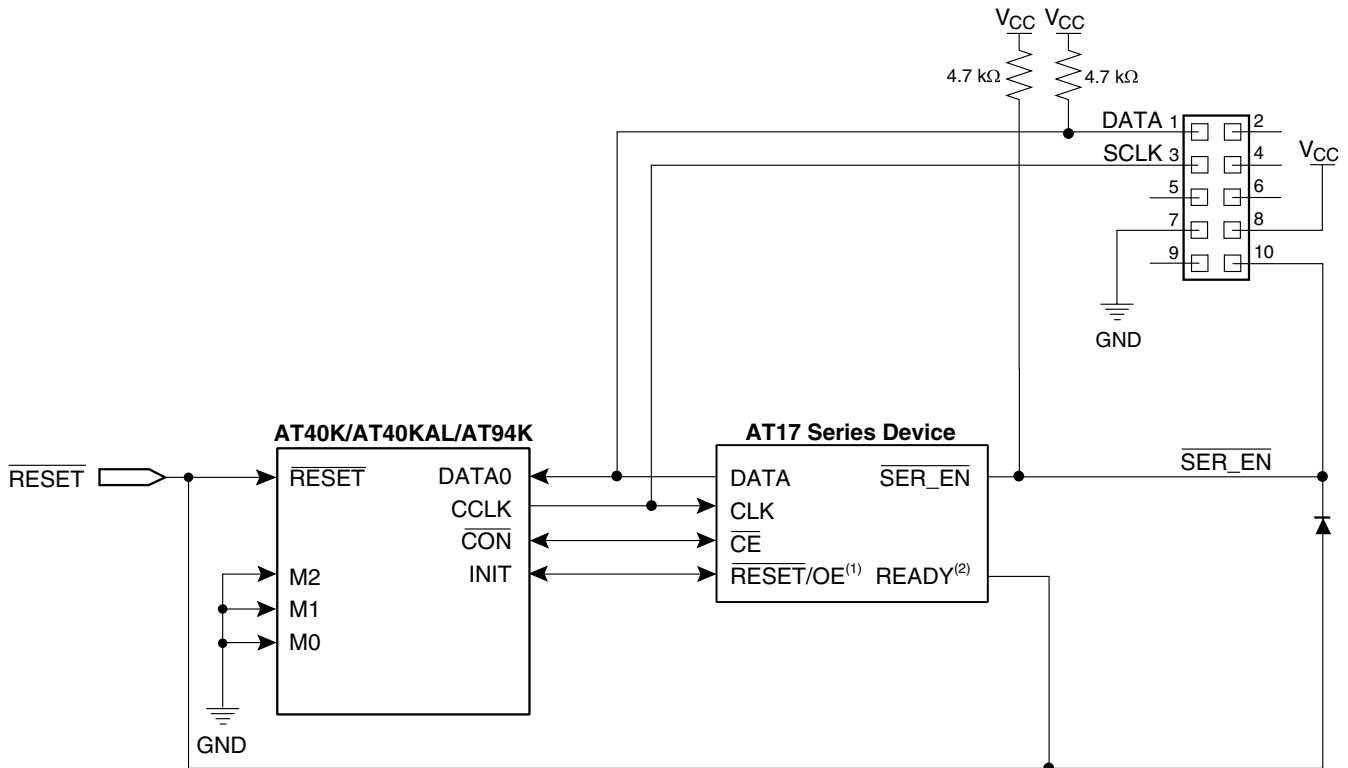 VCC VCC
4.7 kΩ 4.7 kΩ
DATA 1 2
SCLK 3 4
VCC
5 6
7 8
9 10
GND
AT40K/AT40KAL/AT94K
AT17 Series Device
RESET
RESET
DATA0
DATA
SER_EN
SER_EN
CCLK
CLK
CON
CE
M2
INIT
RESET/OE(1)
READY(2)
M1
M0
GND